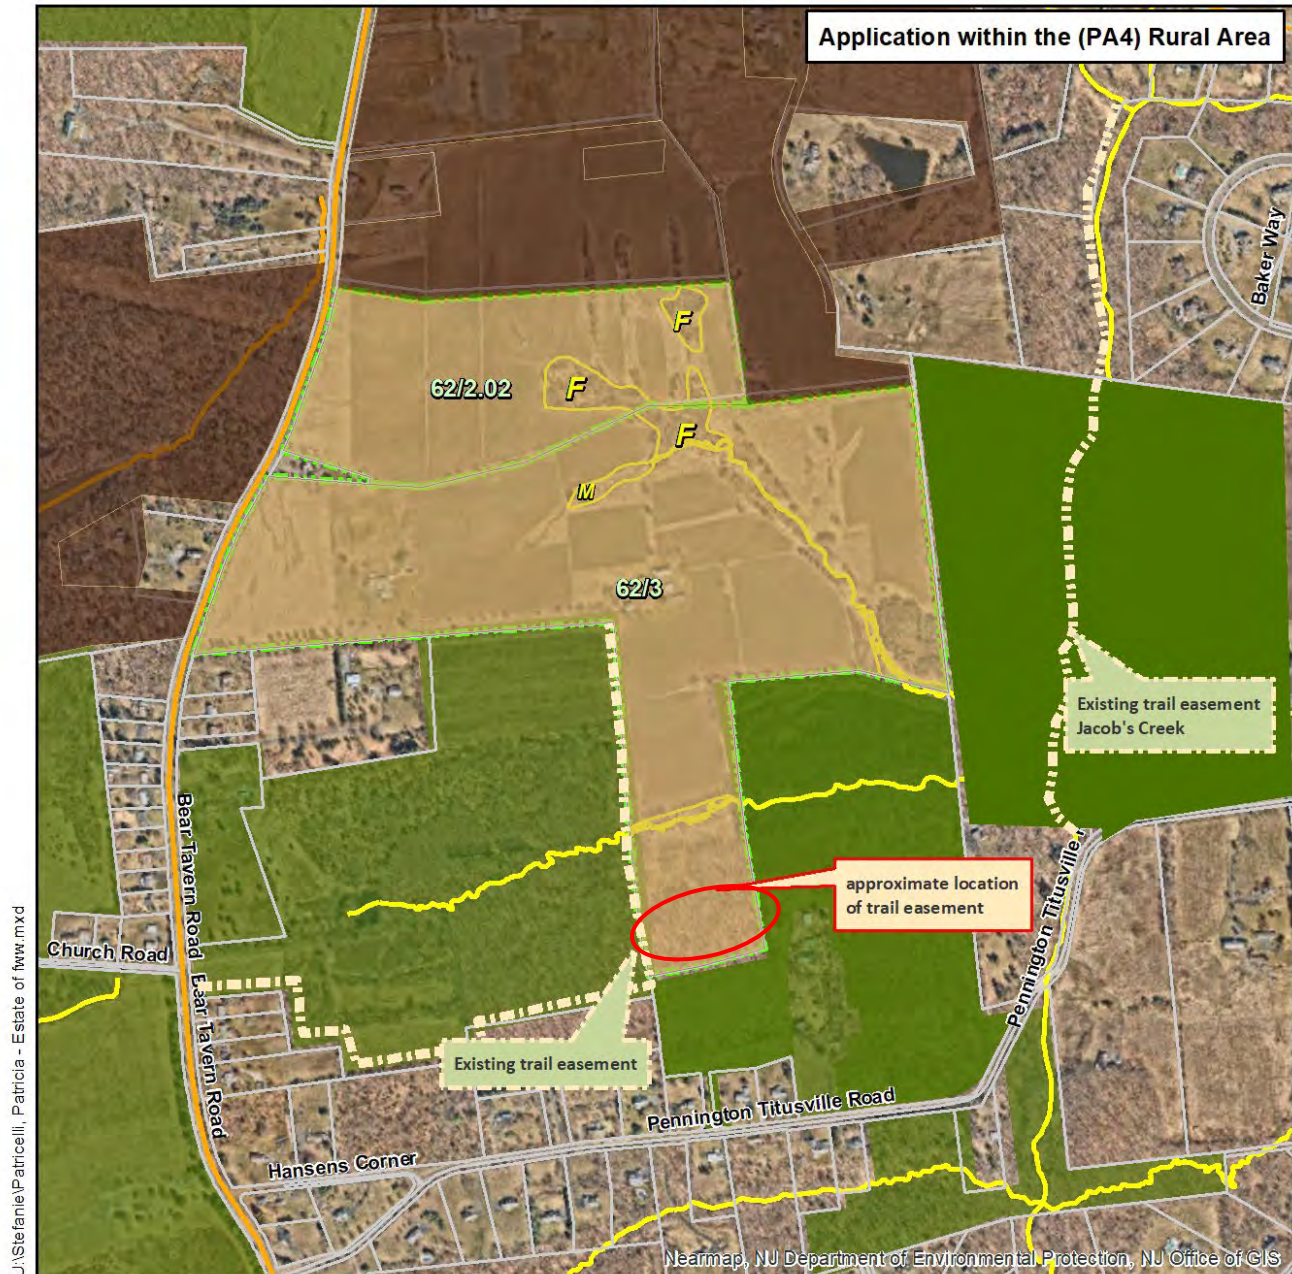 Application within the (PA4) Rural Area
Baker Way
F
62/2.02
F
F
M
62/3
Existing trail easement
Jacob's Creek
Bear Tavern Road
Pennington Titusville
approximate location
of trail easement
Church Road
Bear Tavern Road
Existing trail easement
Pennington Titusville Road
Hansens Corner
Nearmap, NJ Department of Environmental Protection, NJ Office of GIS
J:\Stefanie\Patricelli, Patricia - Estate of fww.mxd